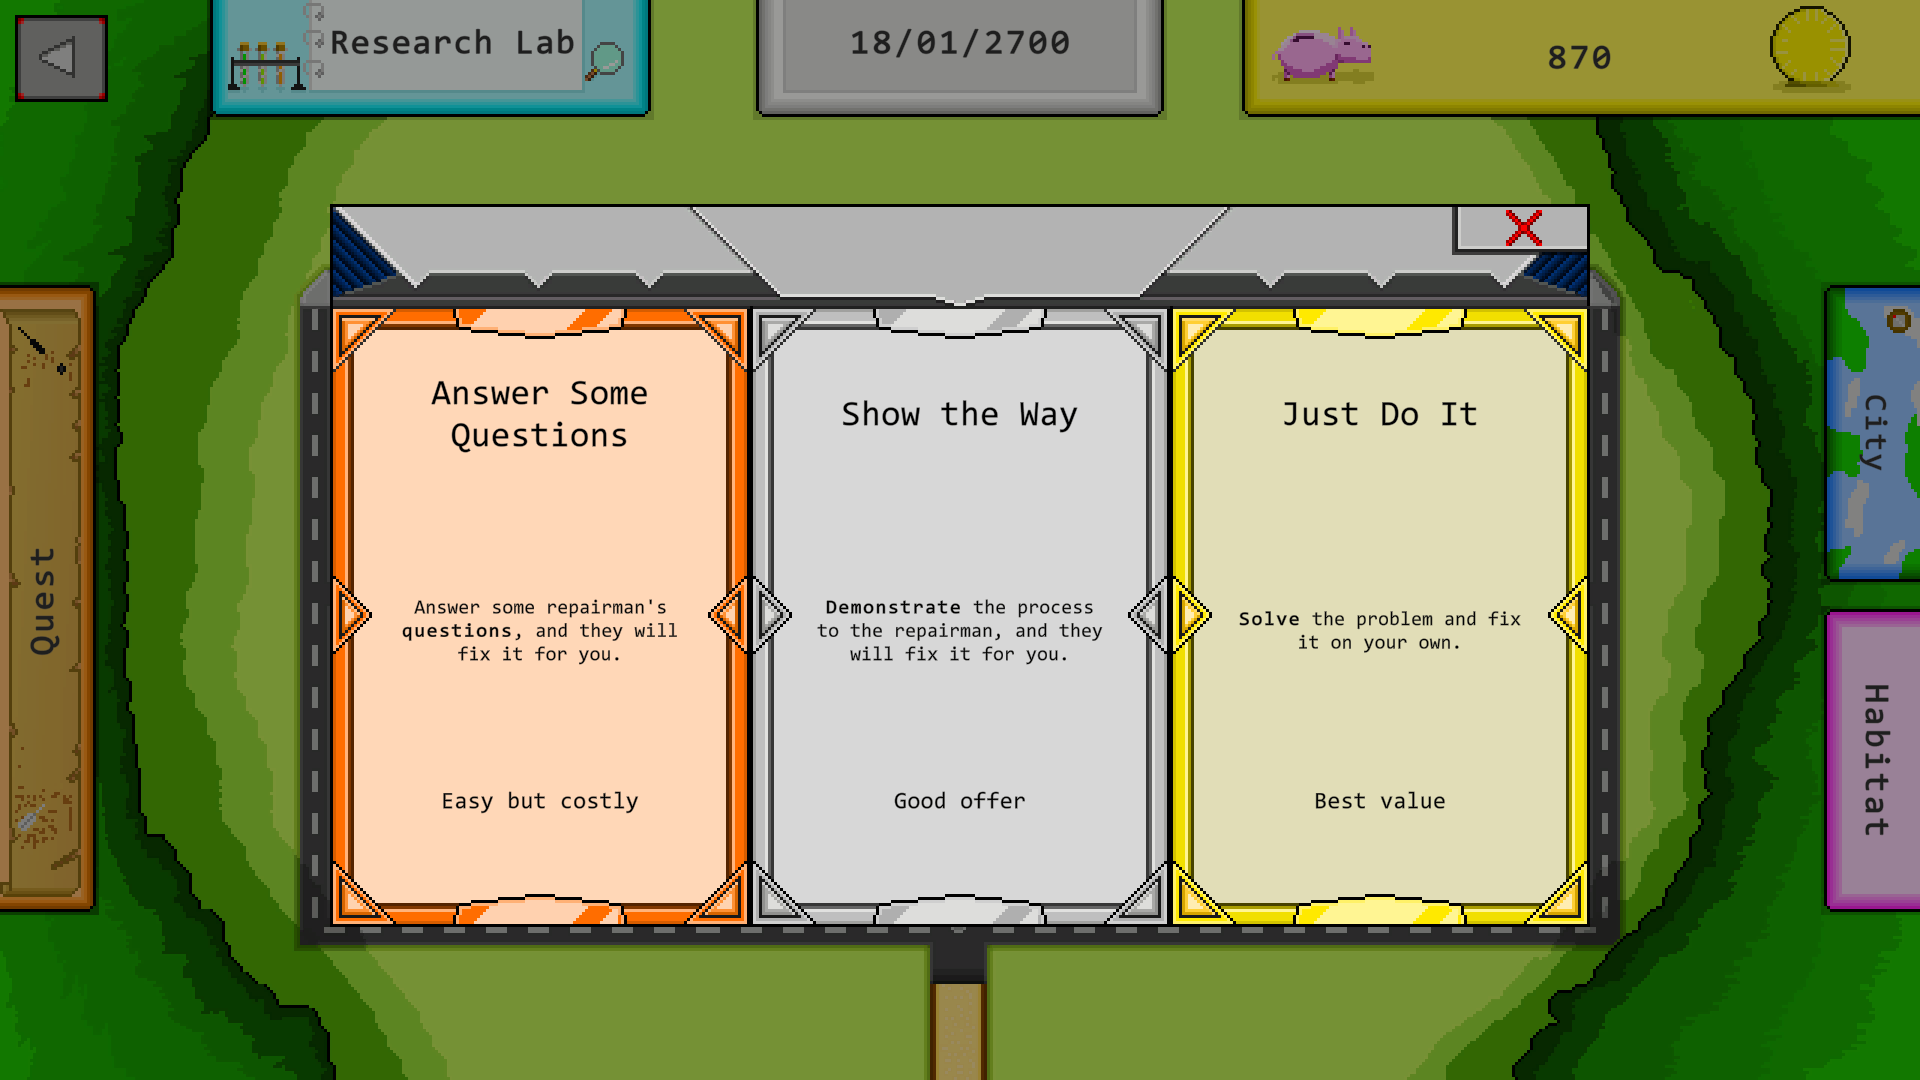 Research Lab
18/01/2700
870
Quest
City
Habitat
Answer Some
Questions
Answer some repairman's
questions, and they will
fix it for you.
Easy but costly
Show the Way
Demonstrate the process
to the repairman, and they
will fix it for you.
Good offer
Just Do It
Solve the problem and fix
it on your own.
Best value